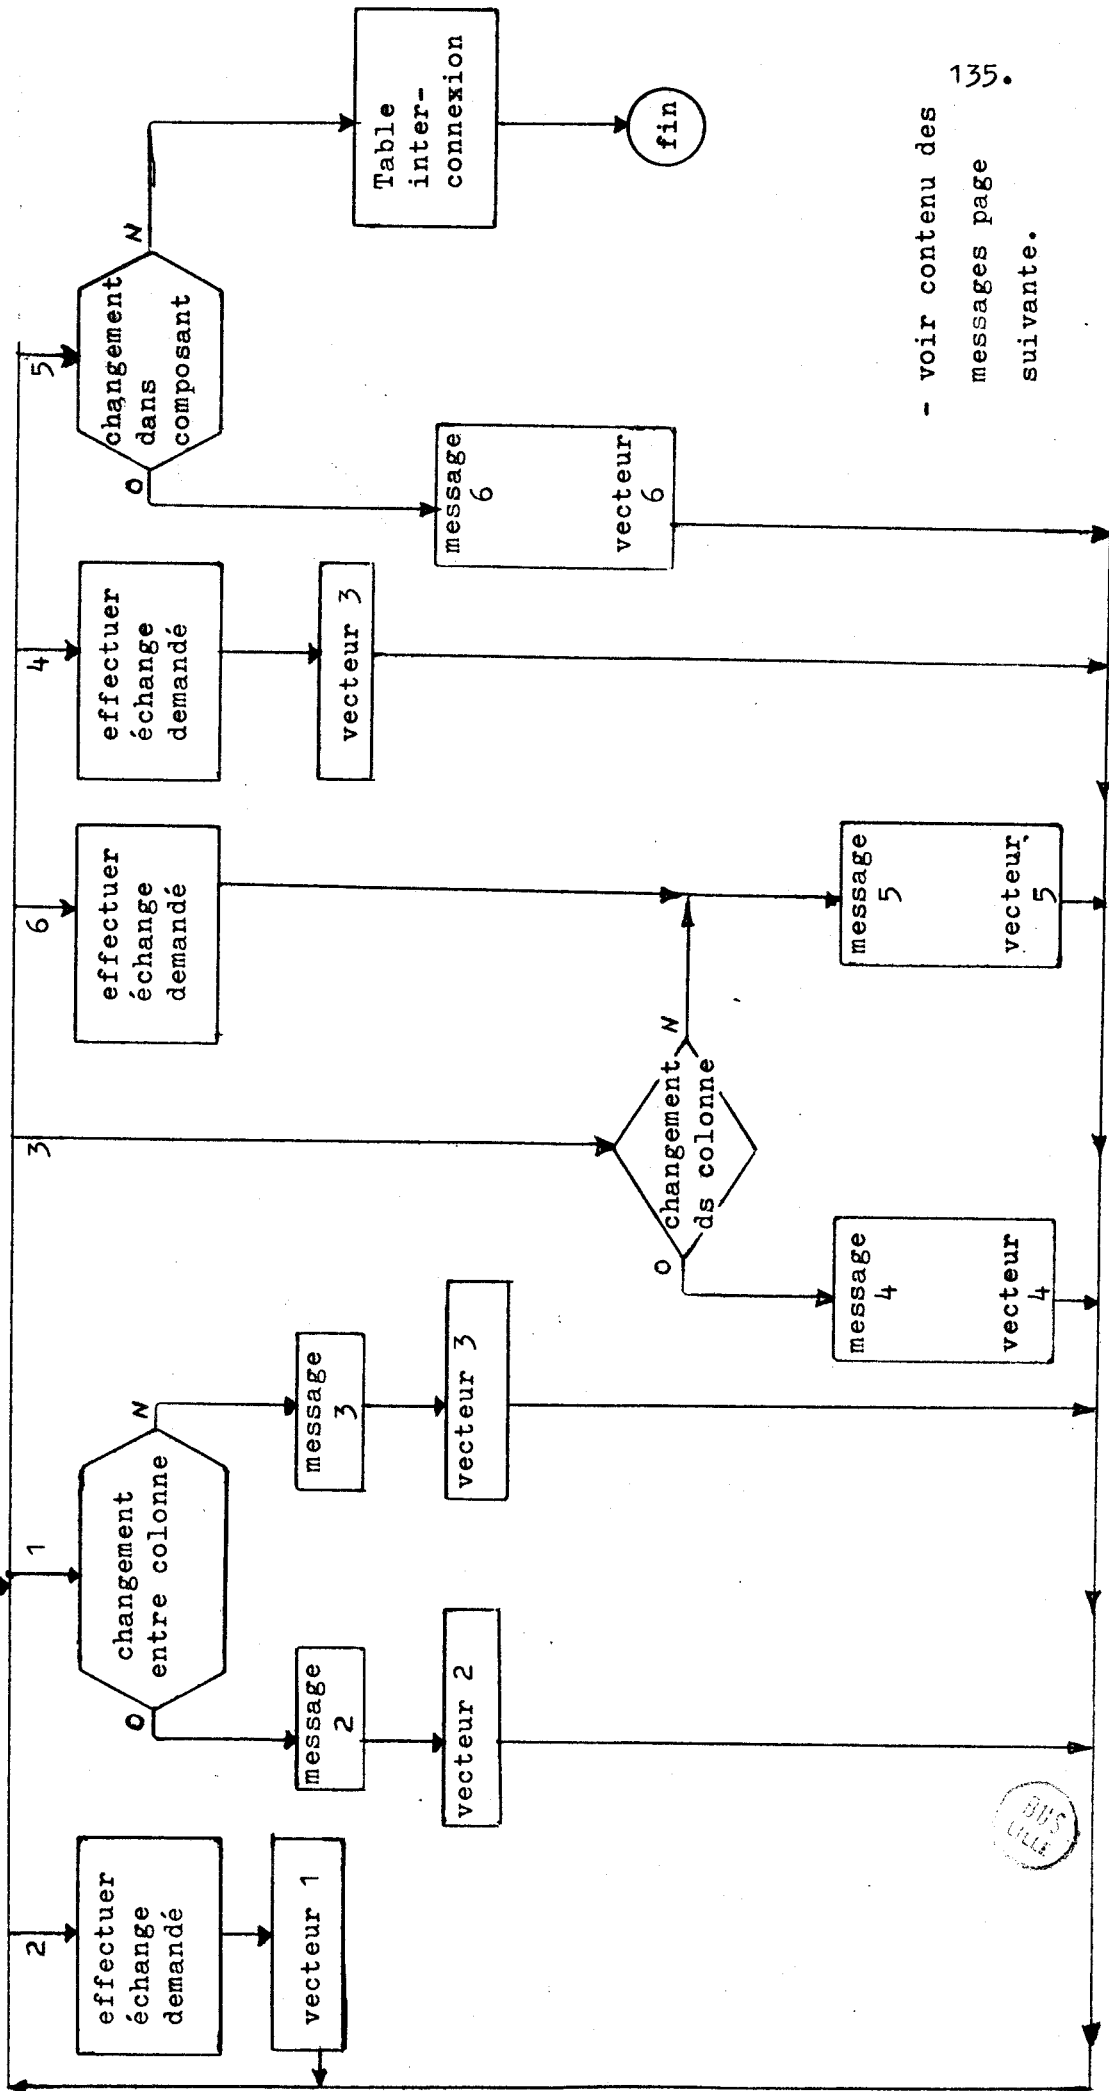 135.
2
effectuer
échange
demandé
vecteur 1
1
changement
entre colonne
O
N
message
2
vecteur 2
message
3
vecteur 3
3
changement
ds colonne
O
N
message
4
vecteur
4
6
effectuer
échange
demandé
message
5
vecteur
5
4
effectuer
échange
demandé
vecteur 3
5
changement
dans
composant
O
N
message
6
vecteur
6
Table
inter-
connexion
fin
- voir contenu des
messages page
suivante.
BUS
LILLE